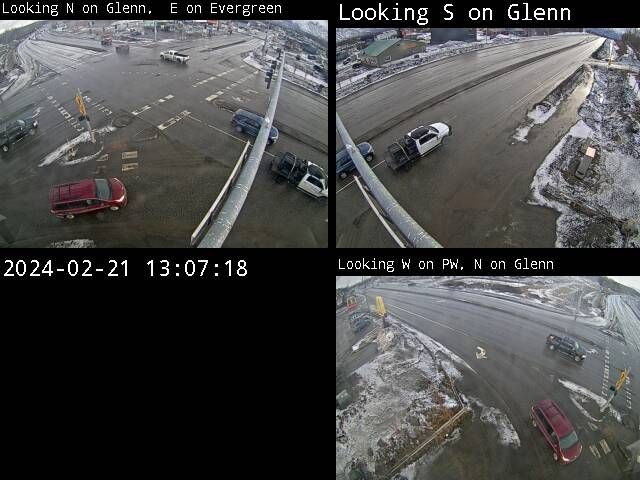 Looking N on Glenn,  E on Evergreen
Looking S on Glenn
2024-02-21 13:07:18
Looking W on PW, N on Glenn